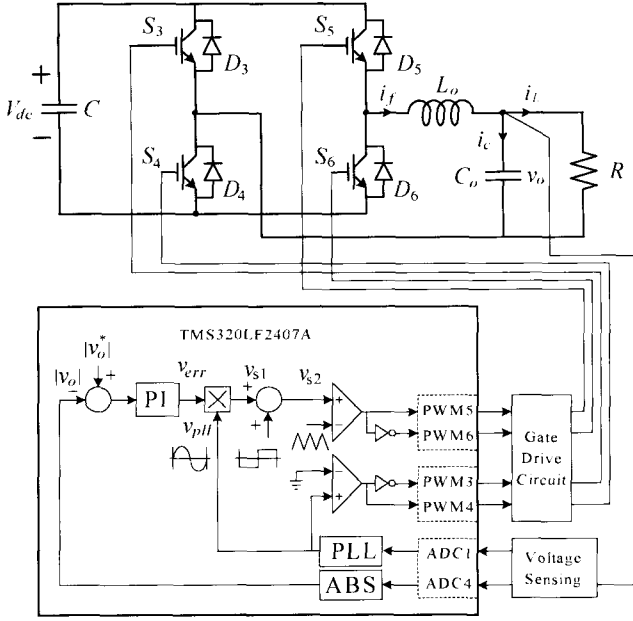 S3
S5
D3
D5
+
Vdc
C
−
if
Lo
iL
ic
S4
S6
D4
D6
Co
vo
R
TMS320LF2407A
|vo*|
|vo|
−
+
PI
verr
×
vpll
+
vs1
+
vs2
+
−
PWM5
PWM6
−
+
PWM3
PWM4
Gate
Drive
Circuit
PLL
ADC1
ABS
ADC4
Voltage
Sensing